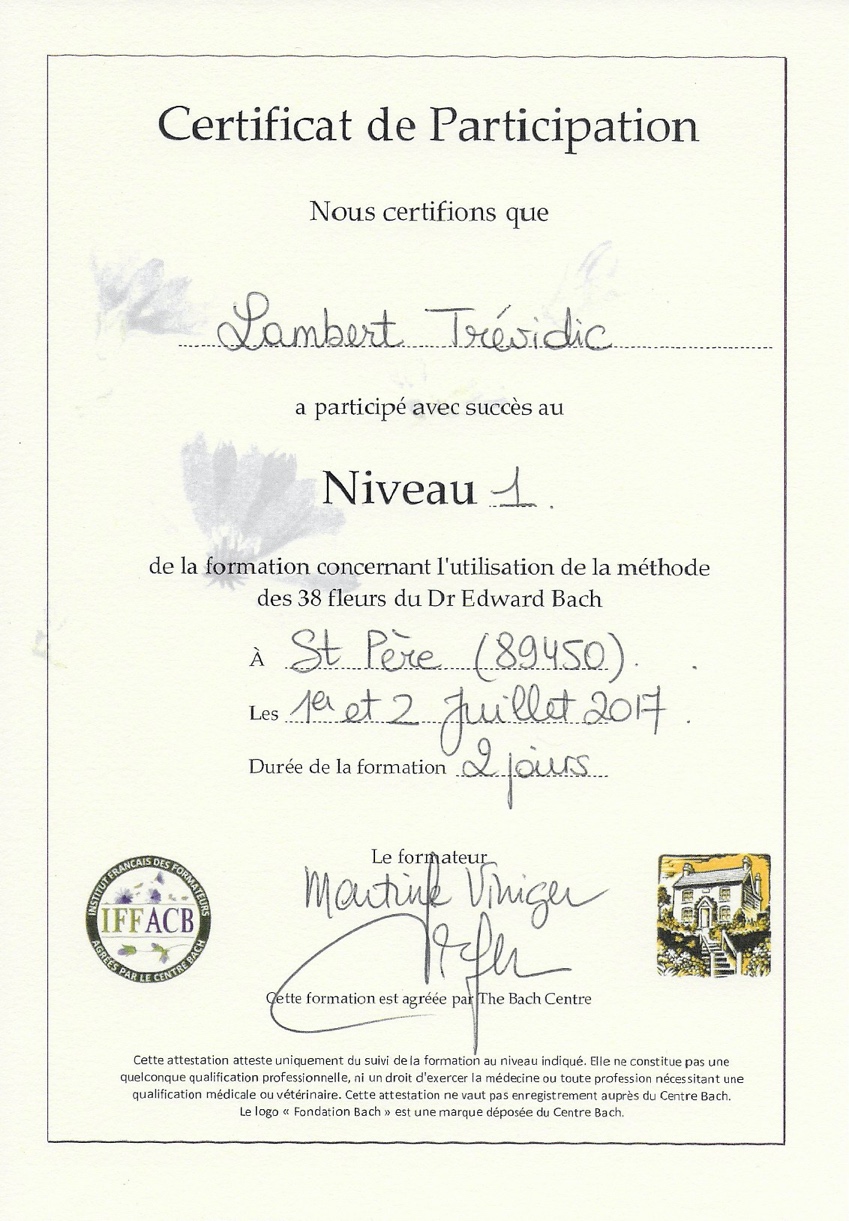 Certificat de Participation
Nous certifions que
Lambert Trévidic
a participé avec succès au
Niveau 1
de la formation concernant l'utilisation de la méthode
des 38 fleurs du Dr Edward Bach
À St Père (89450)
Les 1er et 2 Juillet 2017
Durée de la formation 2 jours
Le formateur
Martine Viniger
INSTITUT FRANÇAIS DES FORMATEURS
IFFACB
AGRÉES PAR LE CENTRE BACH
Cette formation est agréée par The Bach Centre
Cette attestation atteste uniquement du suivi de la formation au niveau indiqué. Elle ne constitue pas une
quelconque qualification professionnelle, ni un droit d'exercer la médecine ou toute profession nécessitant une
qualification médicale ou vétérinaire. Cette attestation ne vaut pas enregistrement auprès du Centre Bach.
Le logo « Fondation Bach » est une marque déposée du Centre Bach.